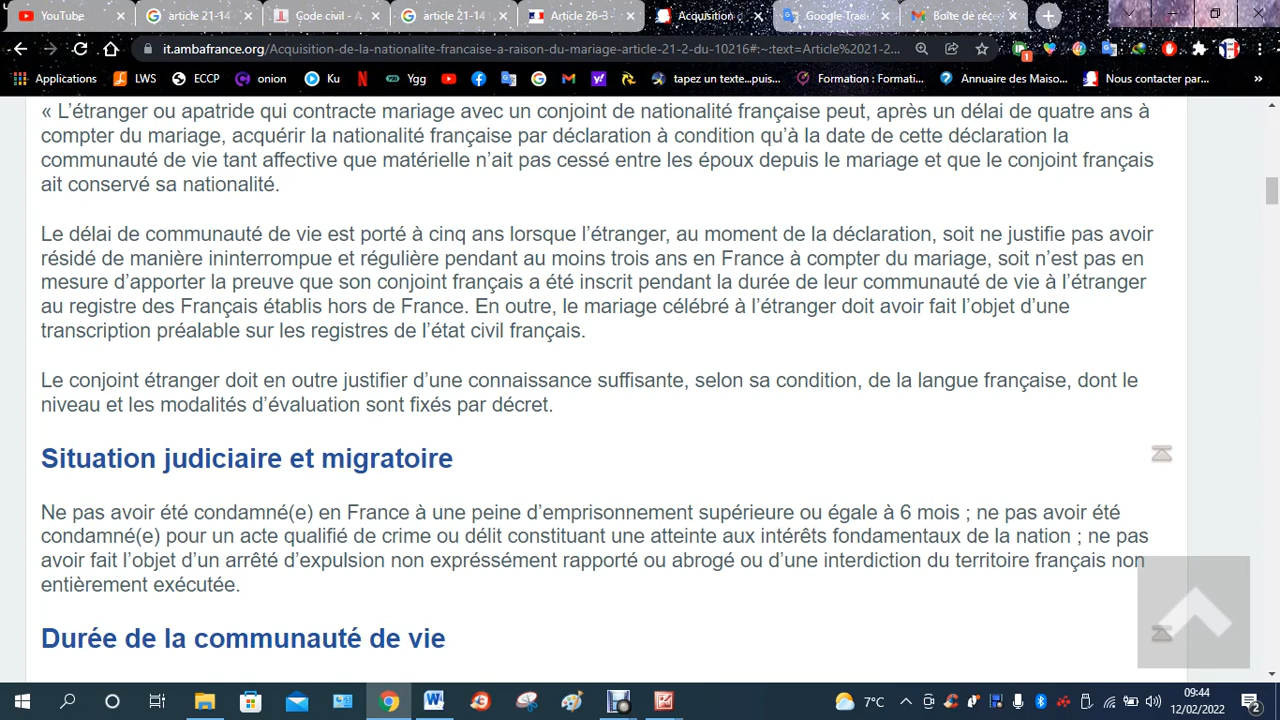 YouTube
article 21-14
Code civil - A
article 21-14
Article 26-3 -
Acquisition
Google Trad
Boîte de réc
it.ambafrance.org/Acquisition-de-la-nationalite-francaise-a-raison-du-mariage-article-21-2-du-10216#:~:text=Article%2021-2...
Applications
LWS
ECCP
onion
Ku
Ygg
tapez un texte...puis...
Formation : Formati...
Annuaire des Maiso...
Nous contacter par...
»
« L’étranger ou apatride qui contracte mariage avec un conjoint de nationalité française peut, après un délai de quatre ans à
compter du mariage, acquérir la nationalité française par déclaration à condition qu’à la date de cette déclaration la
communauté de vie tant affective que matérielle n’ait pas cessé entre les époux depuis le mariage et que le conjoint français
ait conservé sa nationalité.
Le délai de communauté de vie est porté à cinq ans lorsque l’étranger, au moment de la déclaration, soit ne justifie pas avoir
résidé de manière ininterrompue et régulière pendant au moins trois ans en France à compter du mariage, soit n’est pas en
mesure d’apporter la preuve que son conjoint français a été inscrit pendant la durée de leur communauté de vie à l’étranger
au registre des Français établis hors de France. En outre, le mariage célébré à l’étranger doit avoir fait l’objet d’une
transcription préalable sur les registres de l’état civil français.
Le conjoint étranger doit en outre justifier d’une connaissance suffisante, selon sa condition, de la langue française, dont le
niveau et les modalités d’évaluation sont fixés par décret.
Situation judiciaire et migratoire
Ne pas avoir été condamné(e) en France à une peine d’emprisonnement supérieure ou égale à 6 mois ; ne pas avoir été
condamné(e) pour un acte qualifié de crime ou délit constituant une atteinte aux intérêts fondamentaux de la nation ; ne pas
avoir fait l’objet d’un arrêté d’expulsion non expréssément rapporté ou abrogé ou d’une interdiction du territoire français non
entièrement exécutée.
Durée de la communauté de vie
7°C
09:44
12/02/2022
2